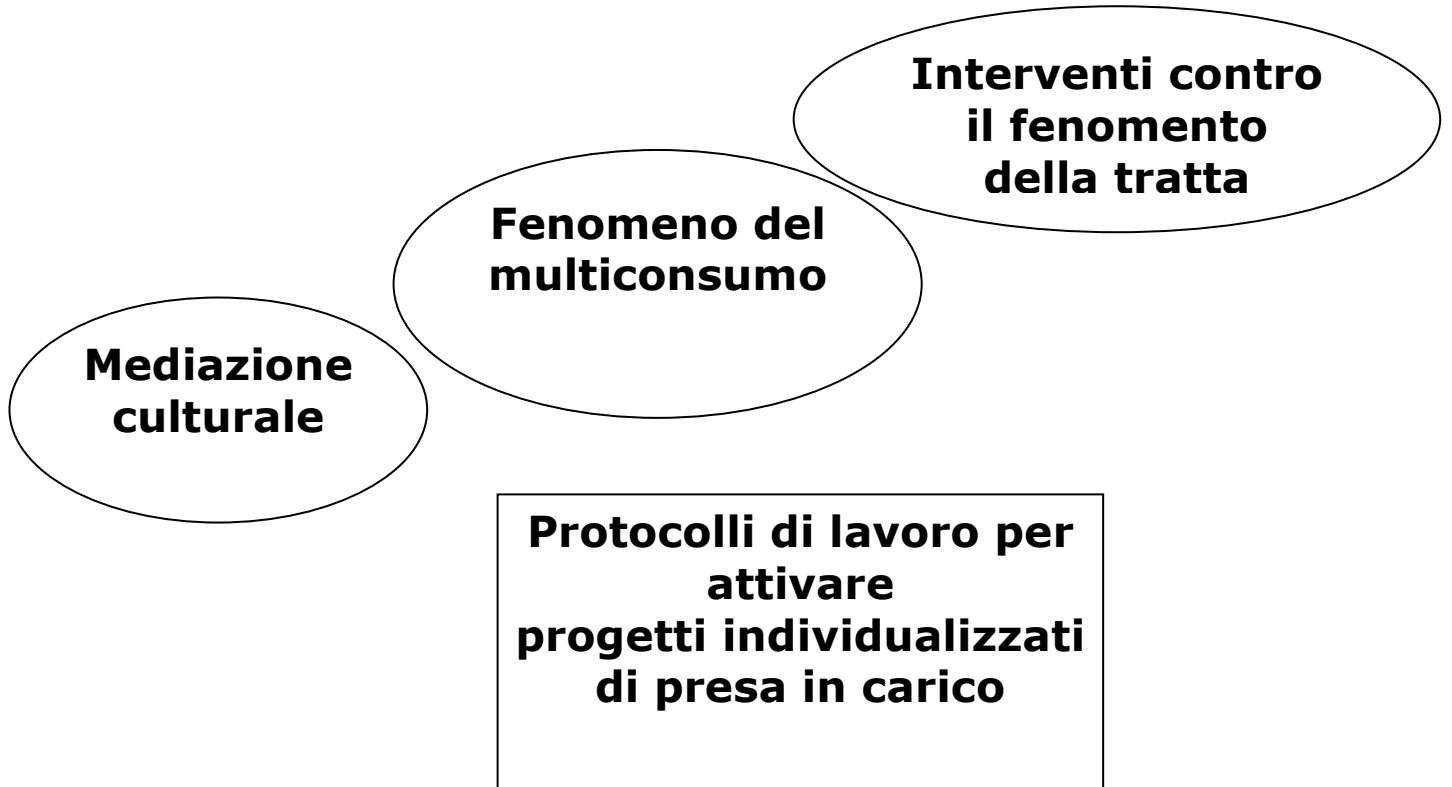 Interventi contro
il fenomento
della tratta
Fenomeno del
multiconsumo
Mediazione
culturale
Protocolli di lavoro per
attivare
progetti individualizzati
di presa in carico